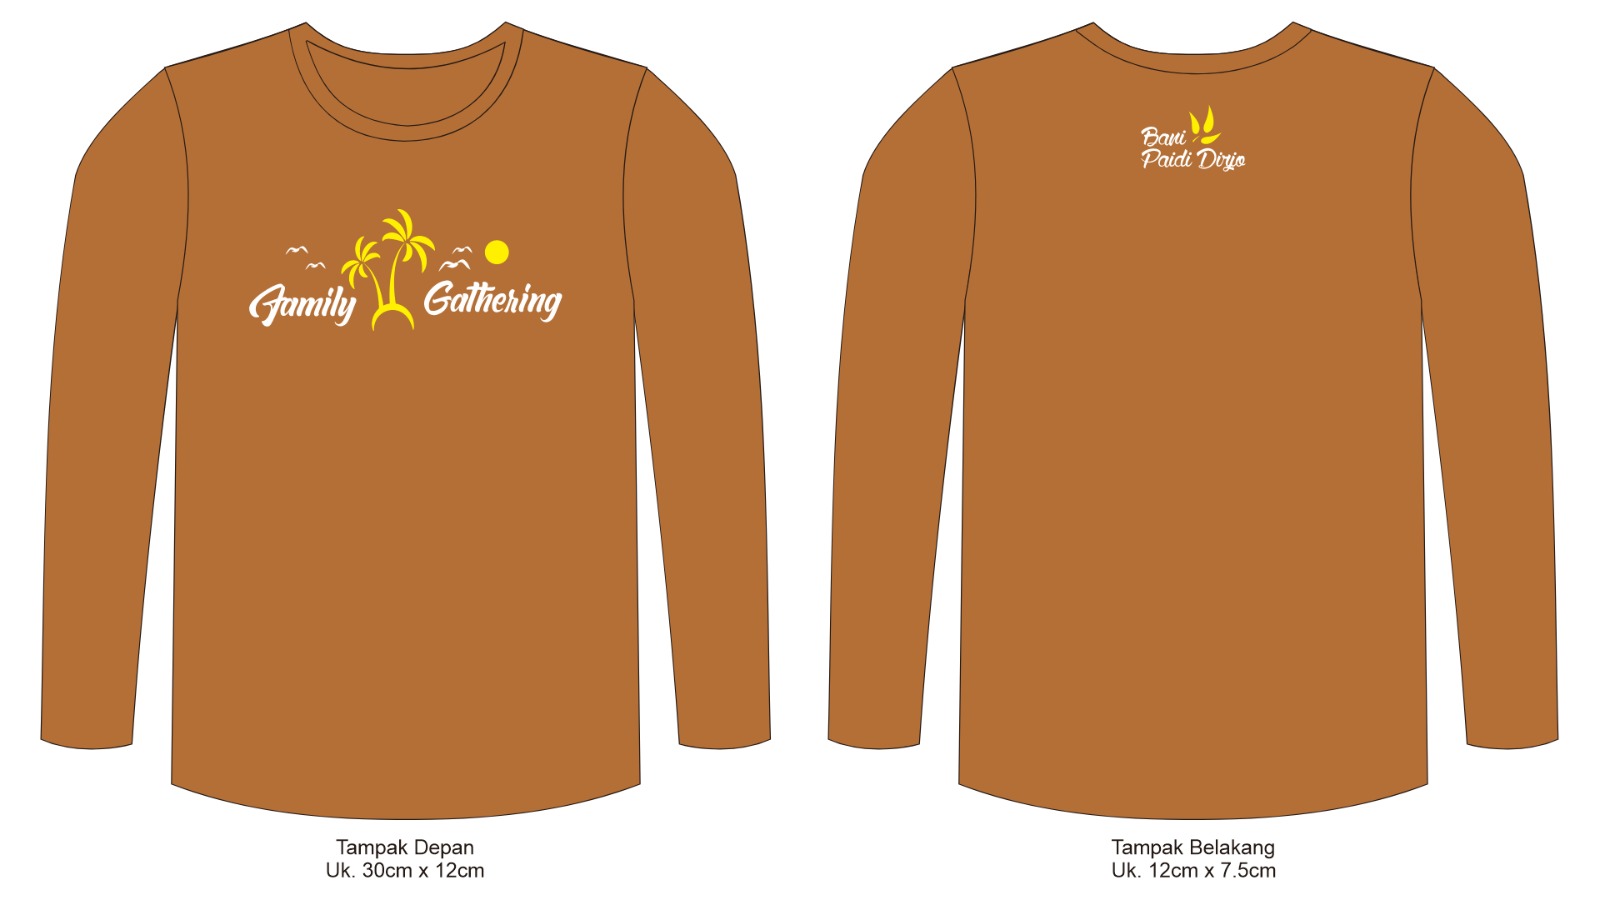 Family Gathering
Bani
Paidi Dirjo
Tampak Depan
Uk. 30cm x 12cm
Tampak Belakang
Uk. 12cm x 7.5cm